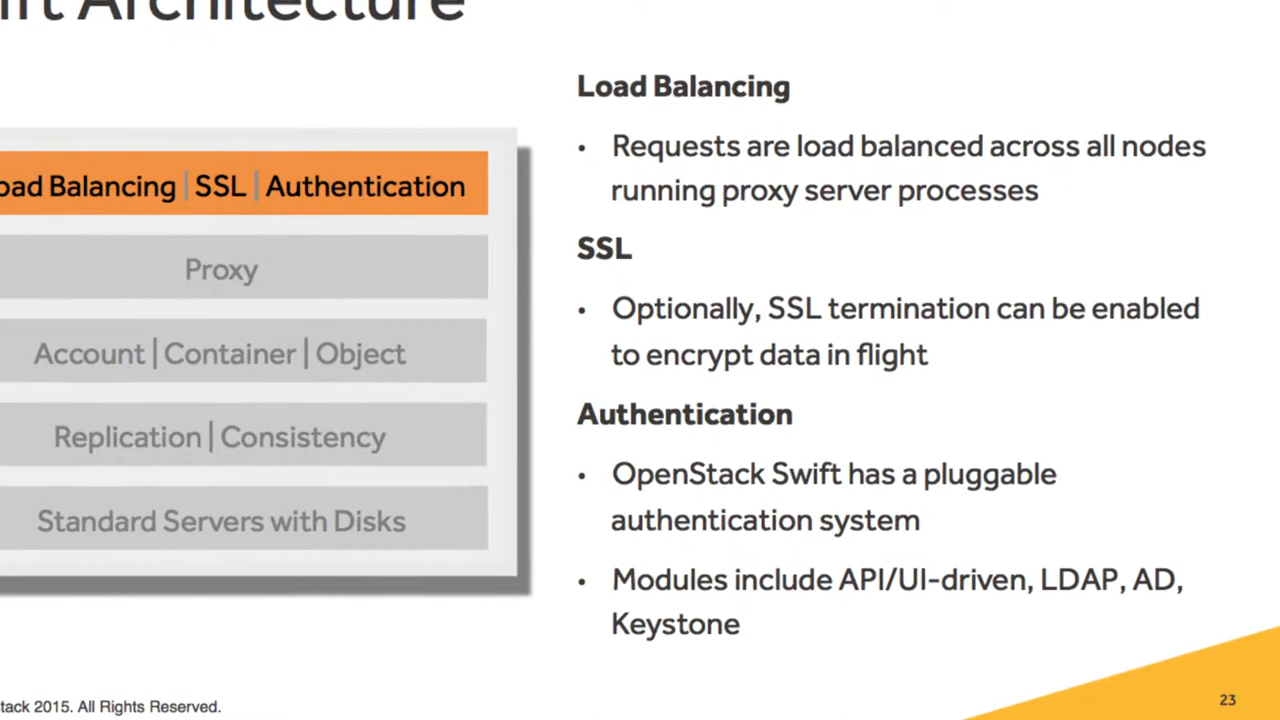 ift Architecture
oad Balancing | SSL | Authentication
Proxy
Account | Container | Object
Replication | Consistency
Standard Servers with Disks
Load Balancing
• Requests are load balanced across all nodes
running proxy server processes
SSL
• Optionally, SSL termination can be enabled
to encrypt data in flight
Authentication
• OpenStack Swift has a pluggable
authentication system
• Modules include API/UI-driven, LDAP, AD,
Keystone
tack 2015. All Rights Reserved.
23